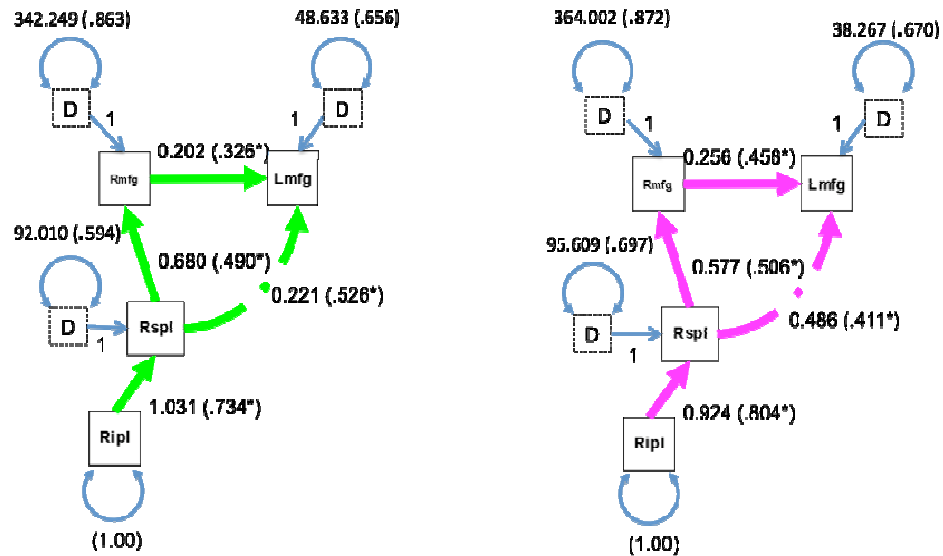 342.249 (.863)
48.633 (.656)
D
D
1
1
0.202 (.326*)
Rmfg
Lmfg
92.010 (.594)
0.680 (.490*)
0.221 (.526*)
D
1
Rspl
1.031 (.734*)
Ripl
(1.00)
364.002 (.872)
38.267 (.670)
D
D
1
1
0.256 (.458*)
Rmfg
Lmfg
95.609 (.697)
0.577 (.506*)
0.486 (.411*)
D
1
Rspl
0.924 (.804*)
Ripl
(1.00)